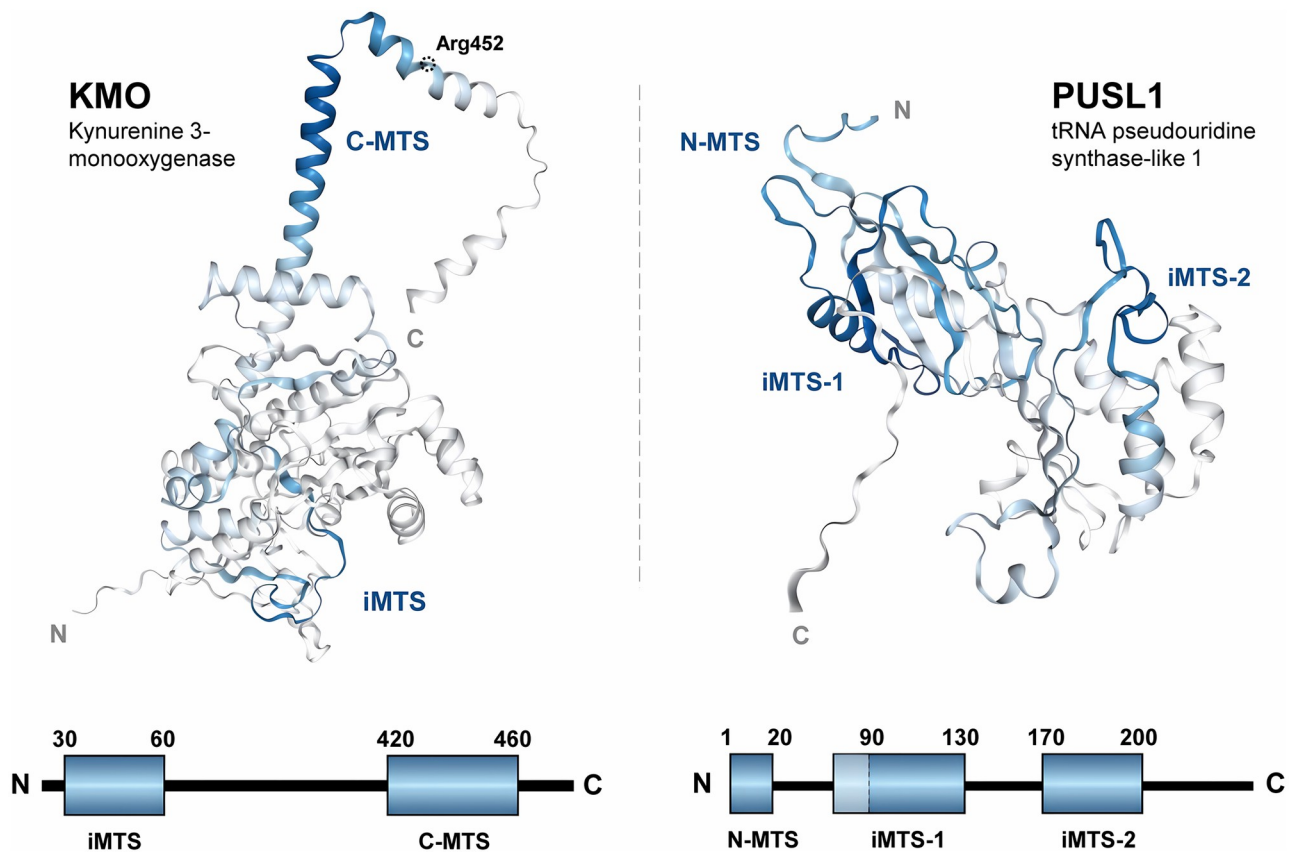 Arg452
KMO
Kynurenine 3-
monooxygenase
C-MTS
C
iMTS
N
PUSL1
tRNA pseudouridine
synthase-like 1
N-MTS
N
iMTS-2
iMTS-1
C
30 60 420 460
N C
iMTS C-MTS
1 20 90 130 170 200
N C
N-MTS iMTS-1 iMTS-2